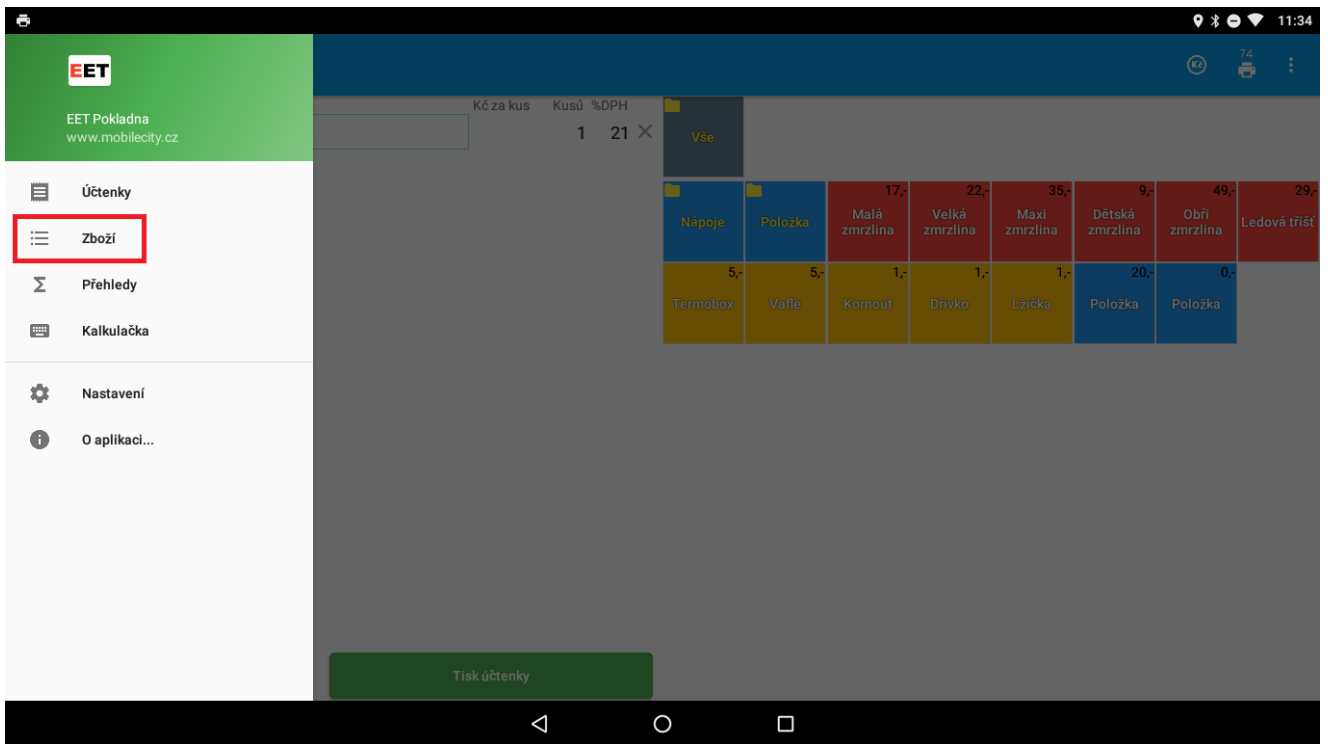 11:34
EET
EET Pokladna
www.mobilecity.cz
74
Kč za kus Kusů %DPH
1 21
Účtenky
Zboží
Přehledy
Kalkulačka
Nastavení
O aplikaci...
Vše
Nápoje
Položka
17,-
Malá
zmrzlina
22,-
Velká
zmrzlina
35,-
Maxi
zmrzlina
9,-
Dětská
zmrzlina
49,-
Obří
zmrzlina
29,-
Ledová tříšť
5,-
Termobox
5,-
Vafle
1,-
Kornout
1,-
Dřívko
1,-
Lžička
20,-
Položka
0,-
Položka
Tisk účtenky